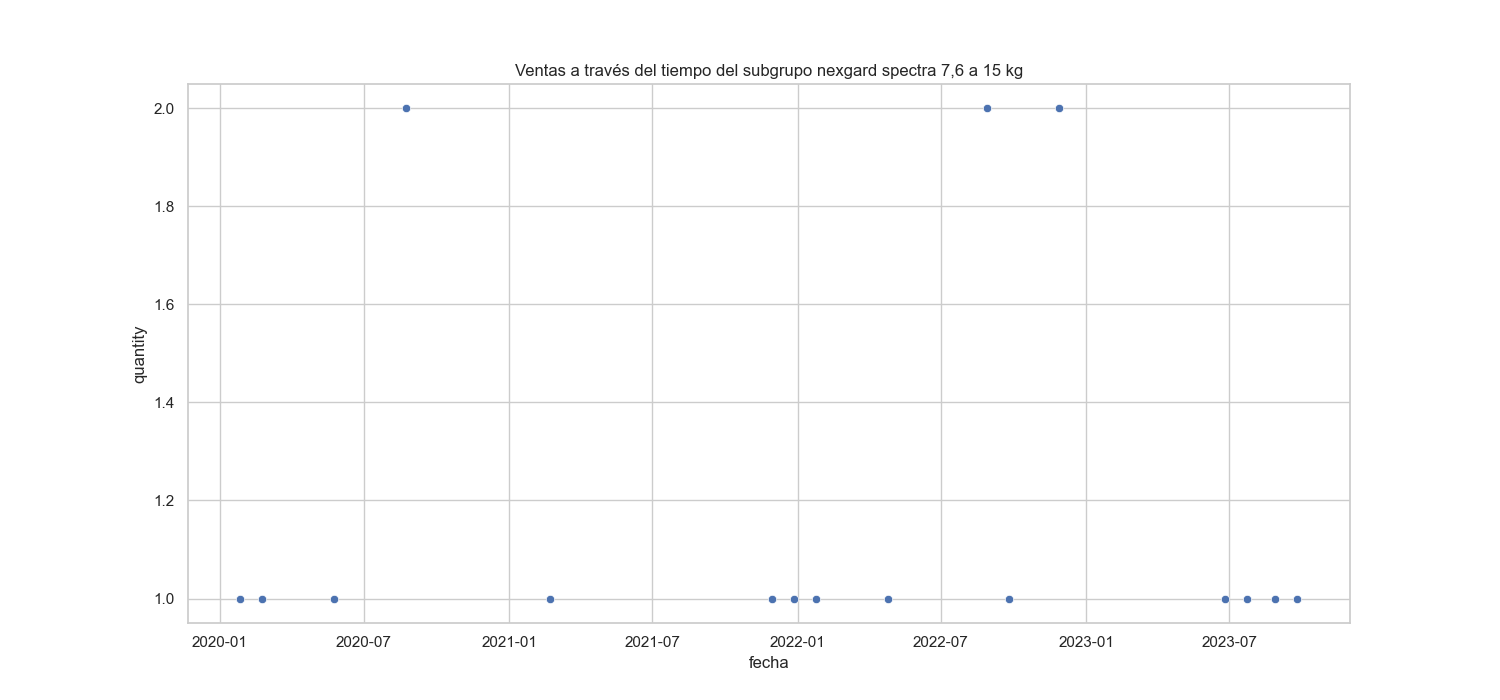 Ventas a través del tiempo del subgrupo nexgard spectra 7,6 a 15 kg
2.0
1.8
1.6
1.4
1.2
1.0
quantity
2020-01 2020-07 2021-01 2021-07 2022-01 2022-07 2023-01 2023-07
fecha